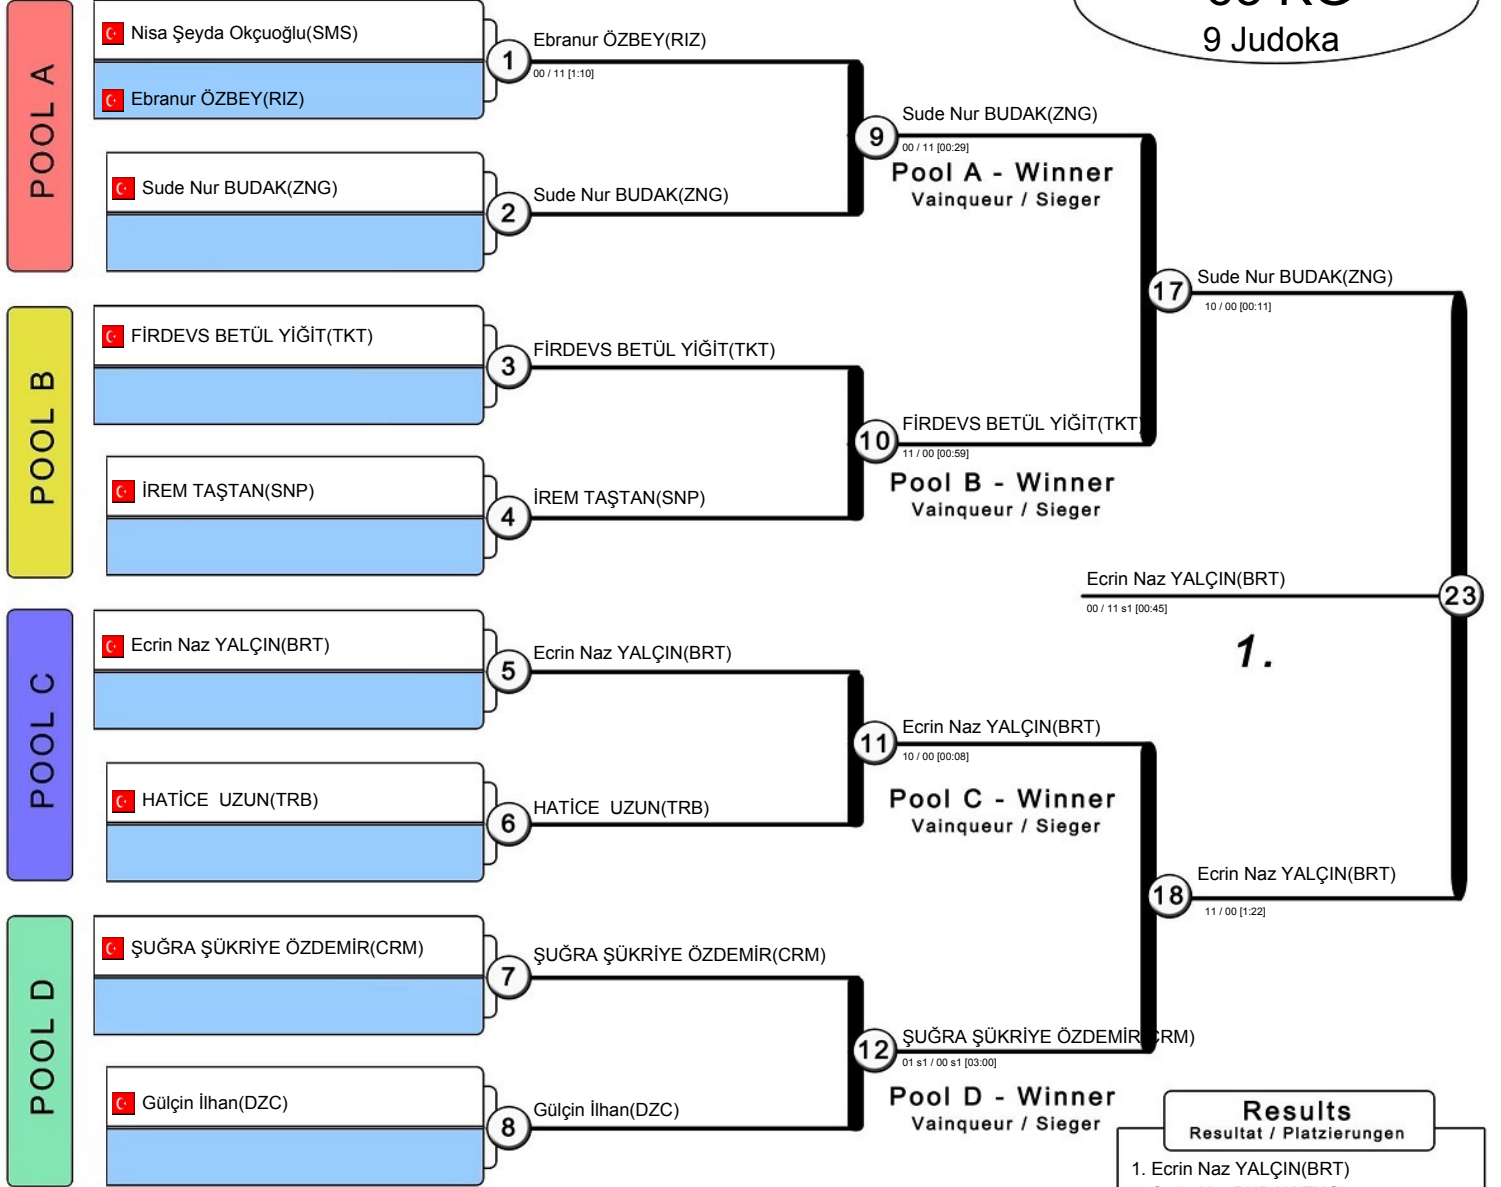 9 Judoka
POOL A
Nisa Şeyda Okçuoğlu(SMS)
Ebranur ÖZBEY(RIZ)
1
Ebranur ÖZBEY(RIZ)
00 / 11 [1:10]
Sude Nur BUDAK(ZNG)
2
Sude Nur BUDAK(ZNG)
9
Sude Nur BUDAK(ZNG)
00 / 11 [00:29]
Pool A - Winner
Vainqueur / Sieger
POOL B
FİRDEVS BETÜL YİĞİT(TKT)
3
FİRDEVS BETÜL YİĞİT(TKT)
İREM TAŞTAN(SNP)
4
İREM TAŞTAN(SNP)
10
FİRDEVS BETÜL YİĞİT(TKT)
11 / 00 [00:59]
Pool B - Winner
Vainqueur / Sieger
17
Sude Nur BUDAK(ZNG)
10 / 00 [00:11]
POOL C
Ecrin Naz YALÇIN(BRT)
5
Ecrin Naz YALÇIN(BRT)
HATİCE  UZUN(TRB)
6
HATİCE  UZUN(TRB)
11
Ecrin Naz YALÇIN(BRT)
10 / 00 [00:08]
Pool C - Winner
Vainqueur / Sieger
POOL D
ŞUĞRA ŞÜKRİYE ÖZDEMİR(CRM)
7
ŞUĞRA ŞÜKRİYE ÖZDEMİR(CRM)
Gülçin İlhan(DZC)
8
Gülçin İlhan(DZC)
12
ŞUĞRA ŞÜKRİYE ÖZDEMİR(CRM)
01 s1 / 00 s1 [03:00]
Pool D - Winner
Vainqueur / Sieger
18
Ecrin Naz YALÇIN(BRT)
11 / 00 [1:22]
Ecrin Naz YALÇIN(BRT)
23
00 / 11 s1 [00:45]
1.
Results
Resultat / Platzierungen
1. Ecrin Naz YALÇIN(BRT)